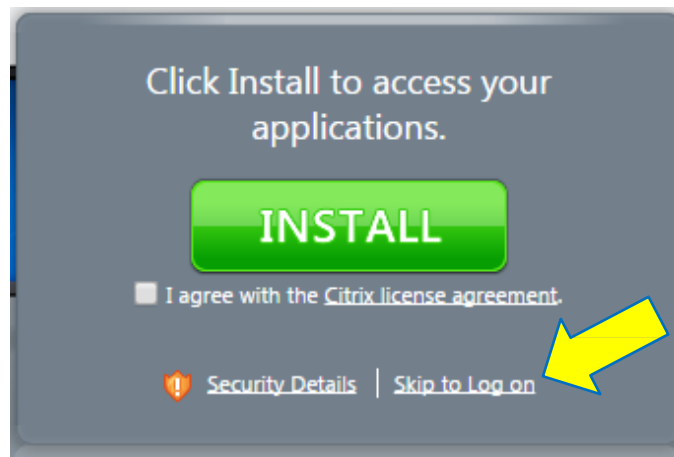 Click Install to access your
applications.
INSTALL
I agree with the Citrix license agreement.
Security Details | Skip to Log on